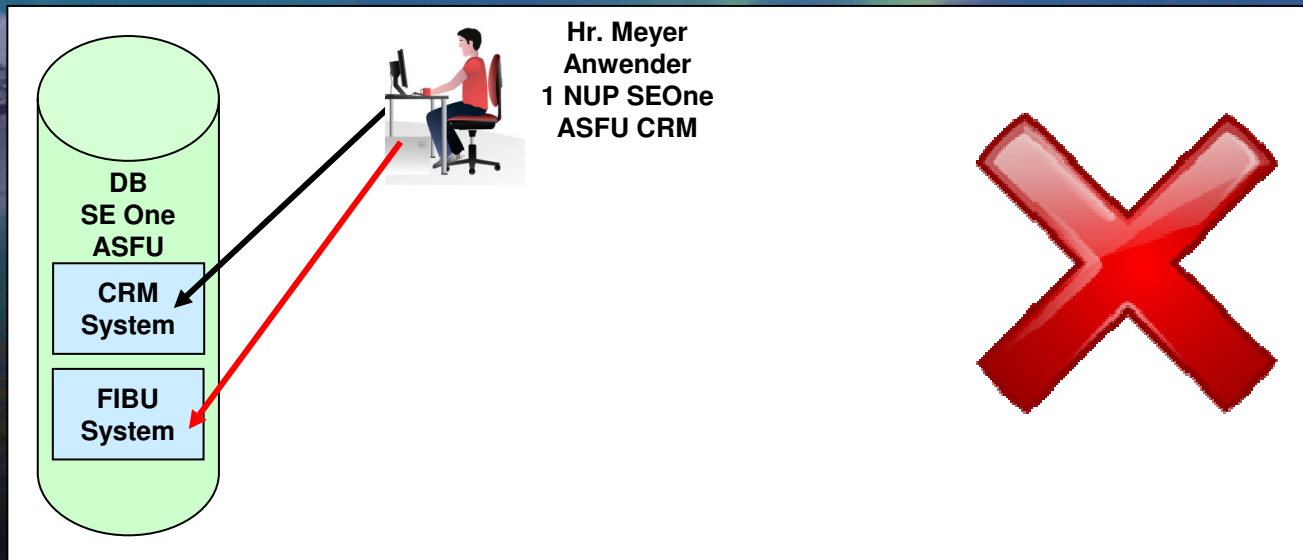 Hr. Meyer
Anwender
1 NUP SEOne
ASFU CRM
DB
SE One
ASFU
CRM
System
FIBU
System